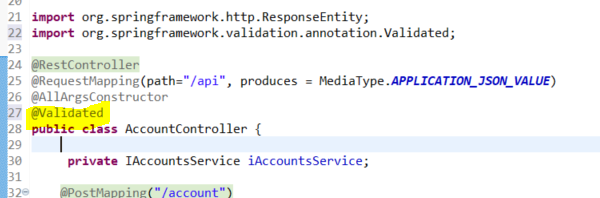 20
21 import org.springframework.http.ResponseEntity;
22 import org.springframework.validation.annotation.Validated;
23
24 @RestController
25 @RequestMapping(path="/api", produces = MediaType.APPLICATION_JSON_VALUE)
26 @AllArgsConstructor
27 @Validated
28 public class AccountController {
29
30 private IAccountsService iAccountsService;
31
32 @PostMapping("/account")